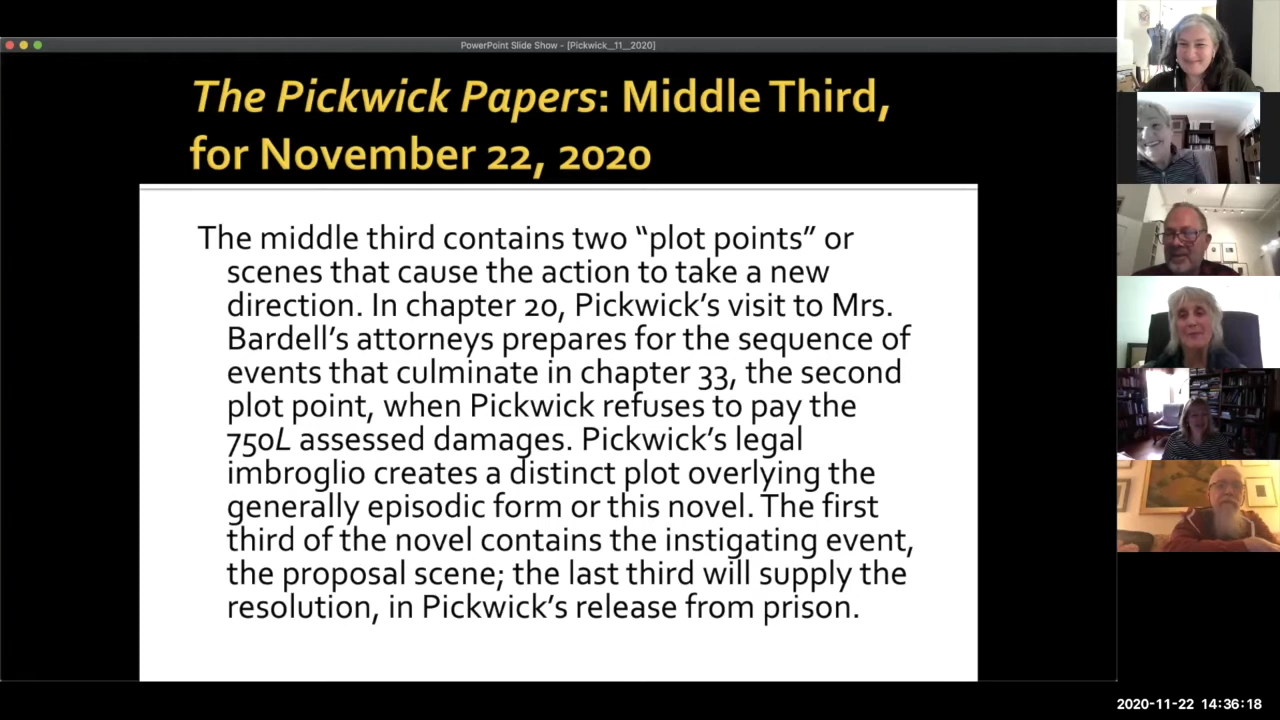 PowerPoint Slide Show - [Pickwick__11__2020]
The Pickwick Papers: Middle Third,
for November 22, 2020
The middle third contains two “plot points” or
scenes that cause the action to take a new
direction. In chapter 20, Pickwick’s visit to Mrs.
Bardell’s attorneys prepares for the sequence of
events that culminate in chapter 33, the second
plot point, when Pickwick refuses to pay the
750L assessed damages. Pickwick’s legal
imbroglio creates a distinct plot overlying the
generally episodic form or this novel. The first
third of the novel contains the instigating event,
the proposal scene; the last third will supply the
resolution, in Pickwick’s release from prison.
2020-11-22 14:36:18